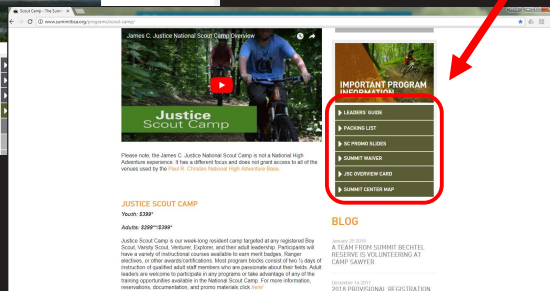 Scout Camp - The Summit
www.summitbsa.org/programs/scout-camp/
James C. Justice National Scout Camp Overview
Justice
Scout Camp
Please note, the James C. Justice National Scout Camp is not a National High
Adventure experience. It has a different focus and does not grant access to all of the
venues used by the Paul R. Christen National High Adventure Base.
JUSTICE SCOUT CAMP
Youth: $399*
Adults: $299**/$399*
Justice Scout Camp is our week-long resident camp targeted at any registered Boy
Scout, Varsity Scout, Venturer, Explorer, and their adult leadership. Participants will
have a variety of instructional courses available to earn merit badges, Ranger
electives, or other awards/certifications. Most program blocks consist of two ½ days of
instruction of qualified adult staff members who are passionate about their fields. Adult
leaders are welcome to participate in any programs or take advantage of any of the
training opportunities available in the National Scout Camp. For more information,
reservations, documentation, and promo materials click here!
IMPORTANT PROGRAM
INFORMATION
LEADERS' GUIDE
PACKING LIST
SC PROMO SLIDES
SUMMIT WAIVER
JSC OVERVIEW CARD
SUMMIT CENTER MAP
BLOG
January 25 2018
A TEAM FROM SUMMIT BECHTEL
RESERVE IS VOLUNTEERING AT
CAMP SAWYER
December 14 2017
2018 PROVISIONAL REGISTRATION